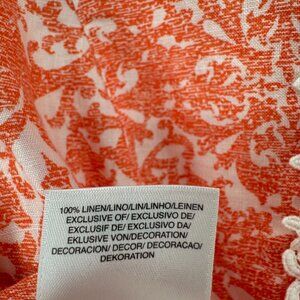 100% LINEN/LINO/LIN/LINHO/LEINEN
EXCLUSIVE OF/ EXCLUSIVO DE/
EXCLUSIF DE/ EXCLUSIVO DA/
EKLUSIVE VON/DECORATION/
DECORACION/ DECOR/ DECORAÇAO/
DEKORATION